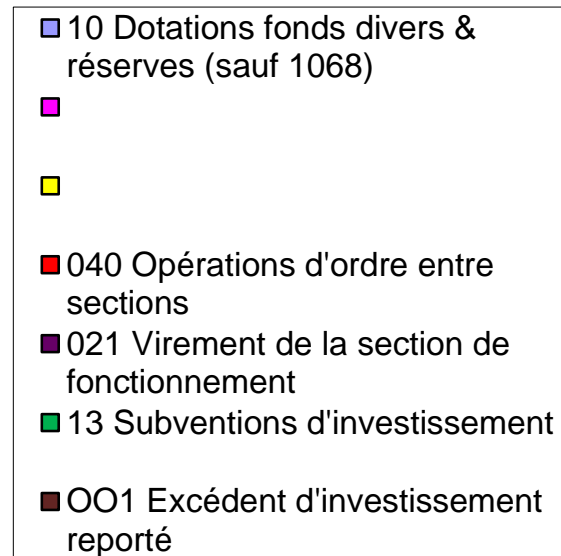 10 Dotations fonds divers &
réserves (sauf 1068)
040 Opérations d'ordre entre
sections
021 Virement de la section de
fonctionnement
13 Subventions d'investissement
OO1 Excédent d'investissement
reporté